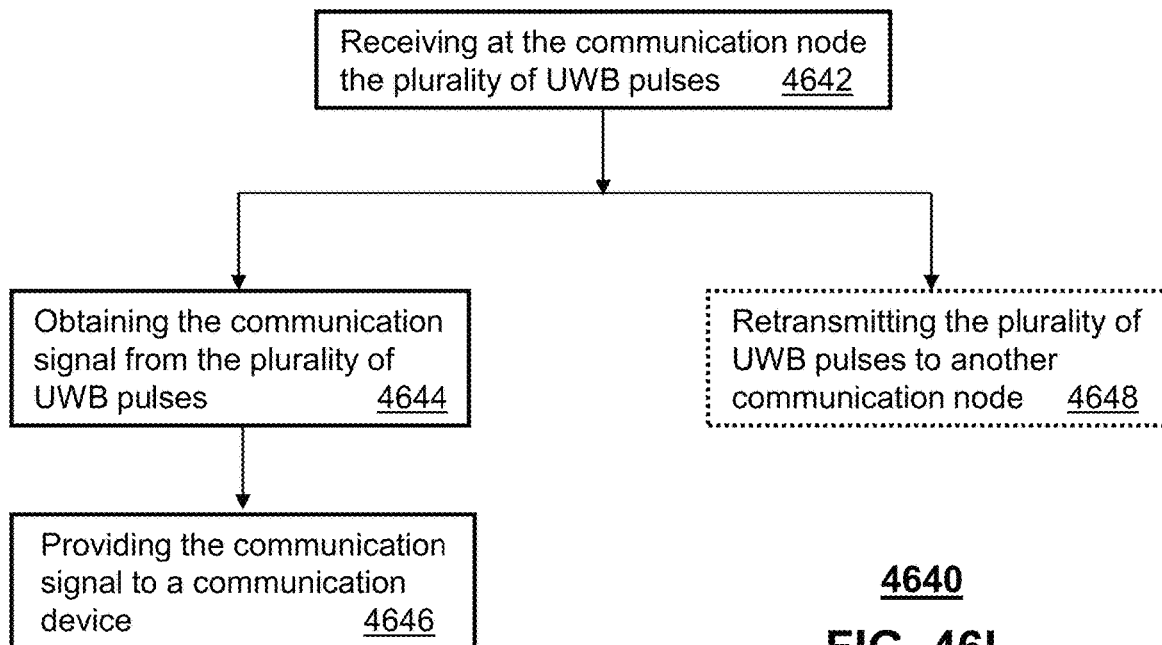 Receiving at the communication node
the plurality of UWB pulses 4642
Obtaining the communication
signal from the plurality of
UWB pulses 4644
Retransmitting the plurality of
UWB pulses to another
communication node 4648
Providing the communication
signal to a communication
device 4646
4640
FIG.